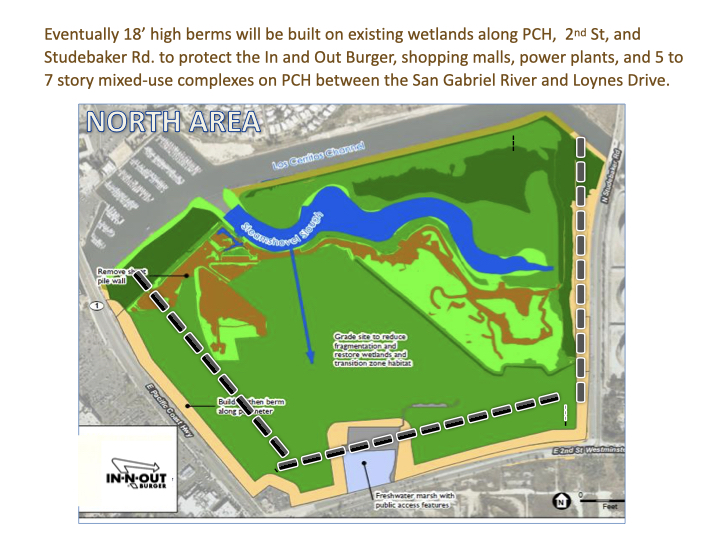 Eventually 18’ high berms will be built on existing wetlands along PCH, 2nd St, and
Studebaker Rd. to protect the In and Out Burger, shopping malls, power plants, and 5 to
7 story mixed-use complexes on PCH between the San Gabriel River and Loynes Drive.
NORTH AREA
Los Cerritos Channel
N Studebaker Rd
Steamshovel Slough
Remove sheet
pile wall
1
Grade site to reduce
fragmentation and
restore wetlands and
transition zone habitat
Build earthen berm
along perimeter
E Pacific Coast Hwy
E 2nd St Westminst
IN-N-OUT
BURGER
Freshwater marsh with
public access features
N
0
Feet